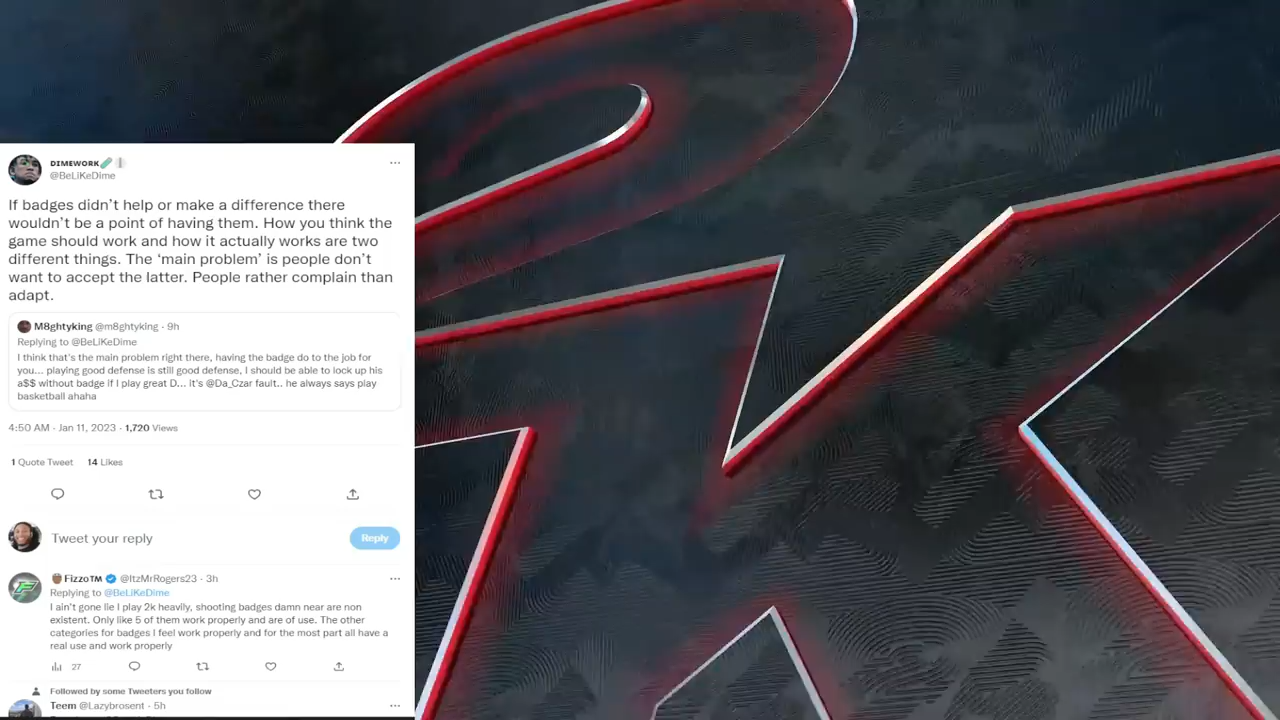 DIMEWORK
@BeLiKeDime
If badges didn't help or make a difference there
wouldn't be a point of having them. How you think the
game should work and how it actually works are two
different things. The 'main problem' is people don't
want to accept the latter. People rather complain than
adapt.
M8ghtyking @m8ghtyking · 9h
Replying to @BeLiKeDime
I think that's the main problem right there, having the badge do to the job for
you... playing good defense is still good defense, I should be able to lock up his
a$$ without badge if I play great D... it's @Da_Czar fault.. he always says play
basketball ahaha
4:50 AM · Jan 11, 2023 · 1,720 Views
1 Quote Tweet 14 Likes
Tweet your reply
Reply
Fizzo™ @ItzMrRogers23 · 3h
Replying to @BeLiKeDime
I ain't gone lie I play 2k heavily, shooting badges damn near are non
existent. Only like 5 of them work properly and are of use. The other
categories for badges I feel work properly and for the most part all have a
real use and work properly
27
Followed by some Tweeters you follow
Teem @Lazybrosent · 5h